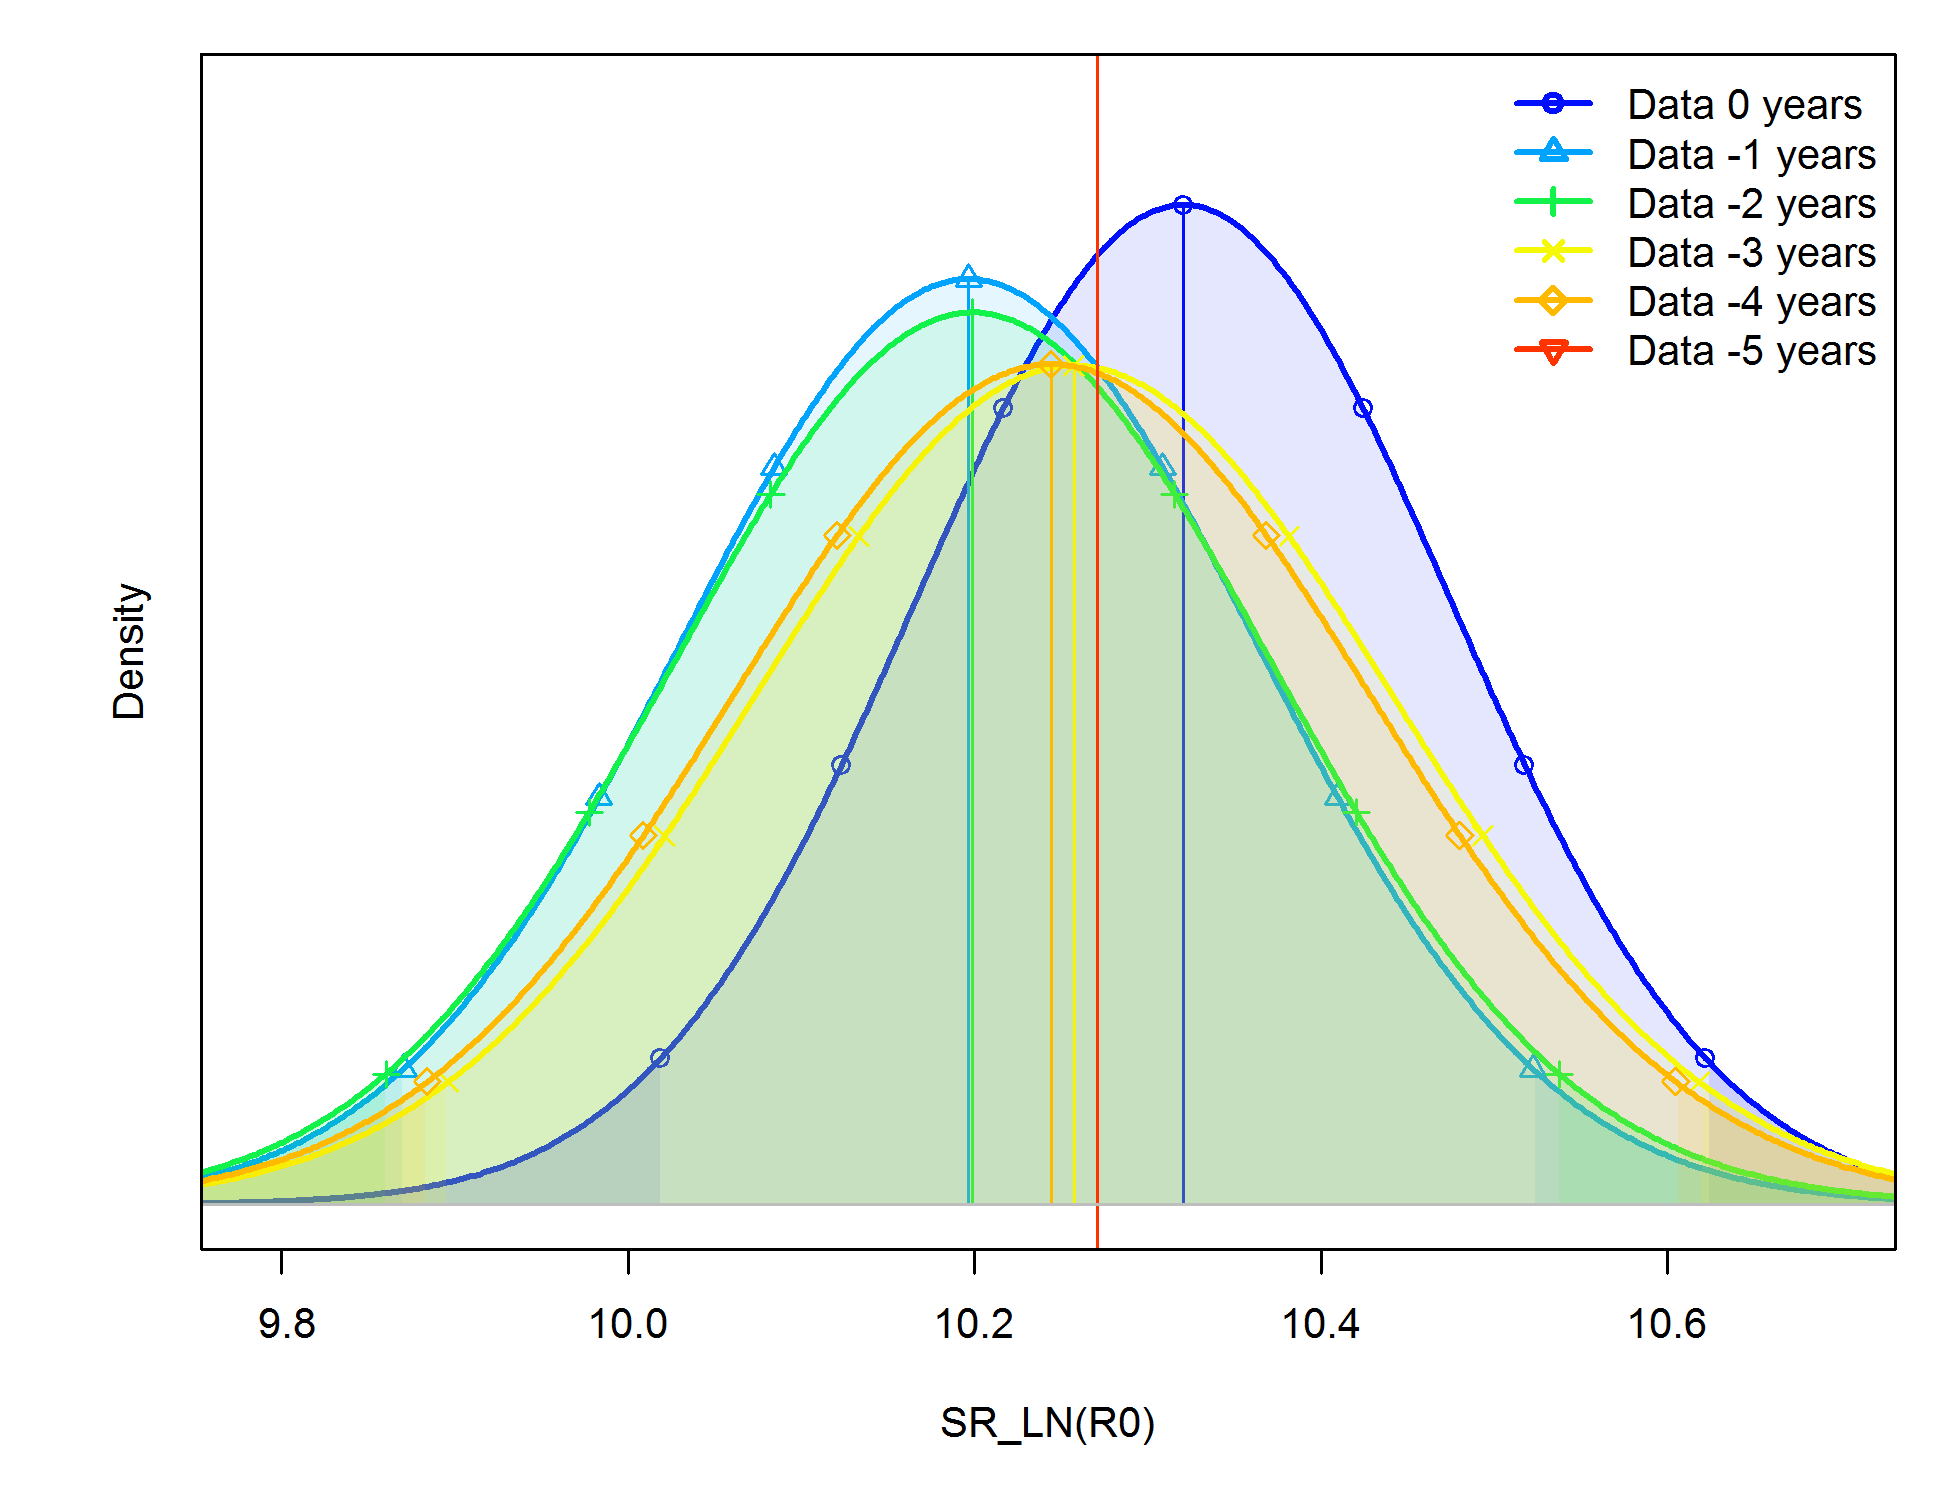 Data 0 years
Data -1 years
Data -2 years
Data -3 years
Data -4 years
Data -5 years
Density
9.8 10.0 10.2 10.4 10.6
SR_LN(R0)